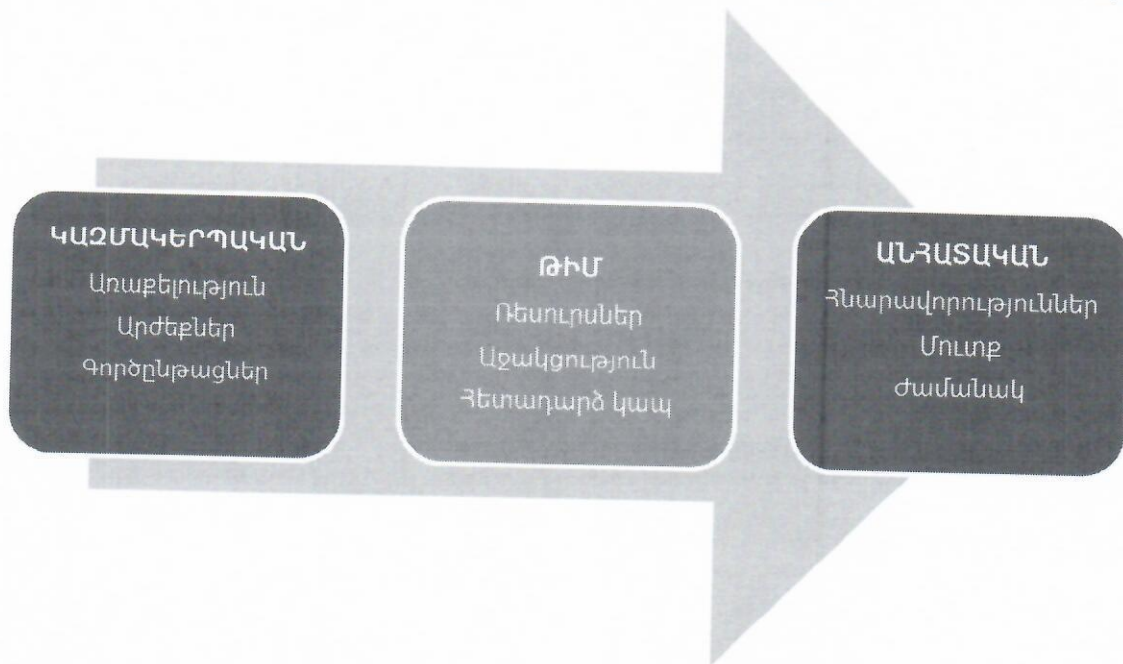 ԿԱԶՄԱԿԵՐՊԱԿԱՆ
Առաքելություն
Արժեքներ
Գործընթացներ
ԹԻՄ
Ռեսուրսներ
Աջակցություն
Հետադարձ կապ
ԱՆՀԱՏԱԿԱՆ
Հնարավորություններ
Մուտք
Ժամանակ